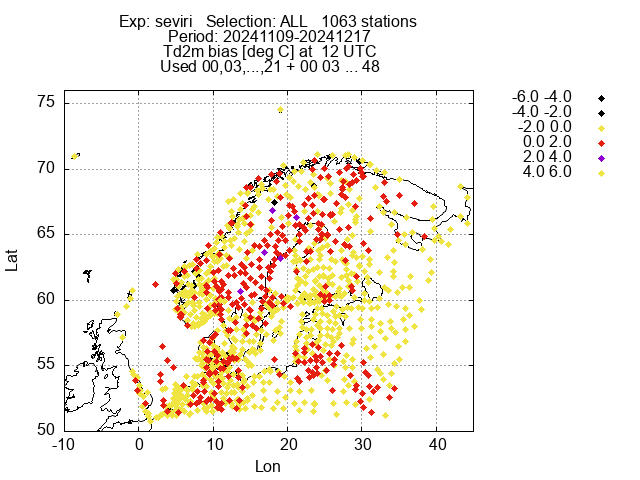 Exp: seviri   Selection: ALL   1063 stations
Period: 20241109-20241217
Td2m bias [deg C] at  12 UTC
Used 00,03,...,21 + 00 03 ... 48
-6.0 -4.0
-4.0 -2.0
-2.0 0.0
0.0 2.0
2.0 4.0
4.0 6.0
75
70
65
60
55
50
Lat
-10 0 10 20 30 40
Lon